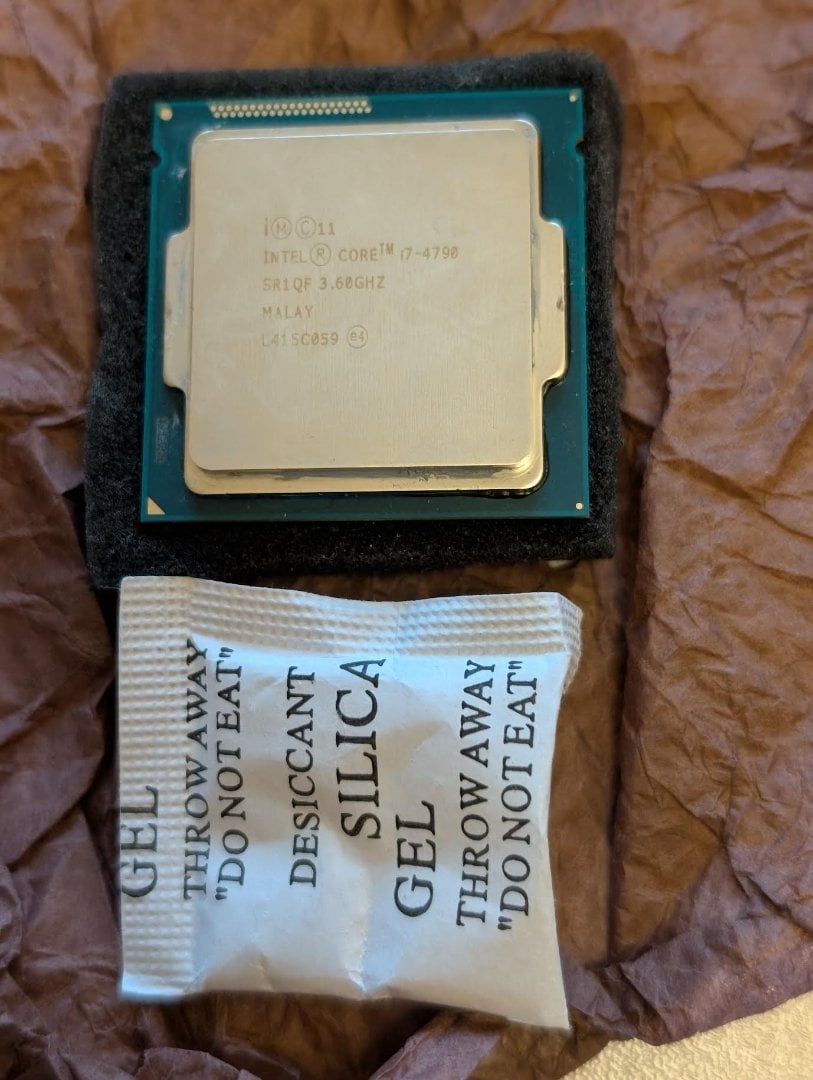 i Ⓜ Ⓒ 11
INTEL® CORE™ i7-4790
SR1QF 3.60GHZ
MALAY
L415C059 e4
GEL
THROW AWAY
"DO NOT EAT"
DESICCANT
SILICA
GEL
THROW AWAY
"DO NOT EAT"